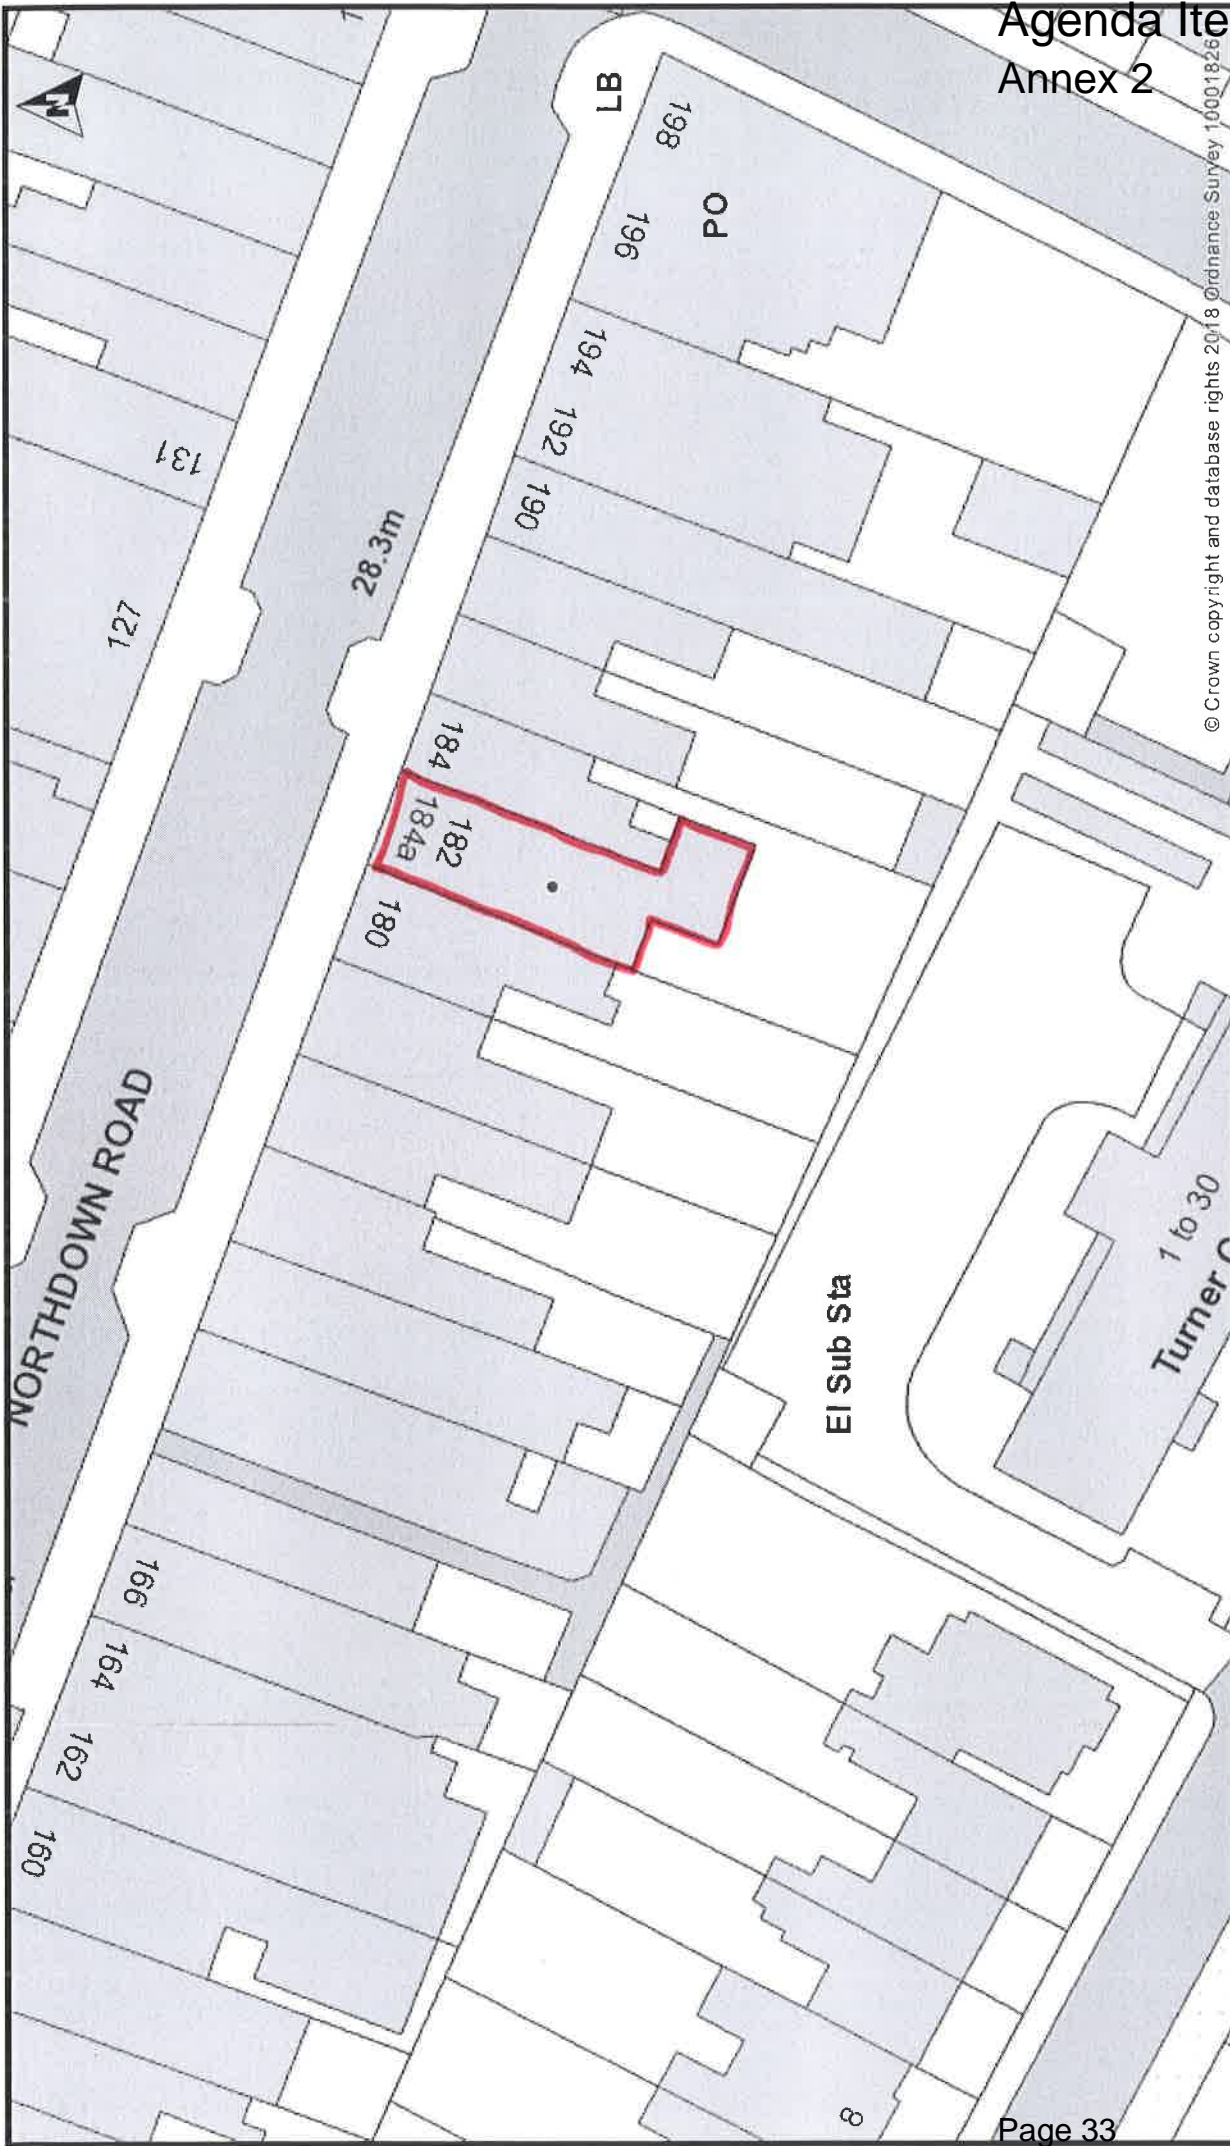 Agenda Ite
Annex 2
N
LB
198
196
PO
194
192
190
131
127
28.3m
184
184a
182
180
NORTHDOWN ROAD
El Sub Sta
1 to 30
Turner C
166
164
162
160
8
© Crown copyright and database rights 2018 Ordnance Survey 10001826
Page 33